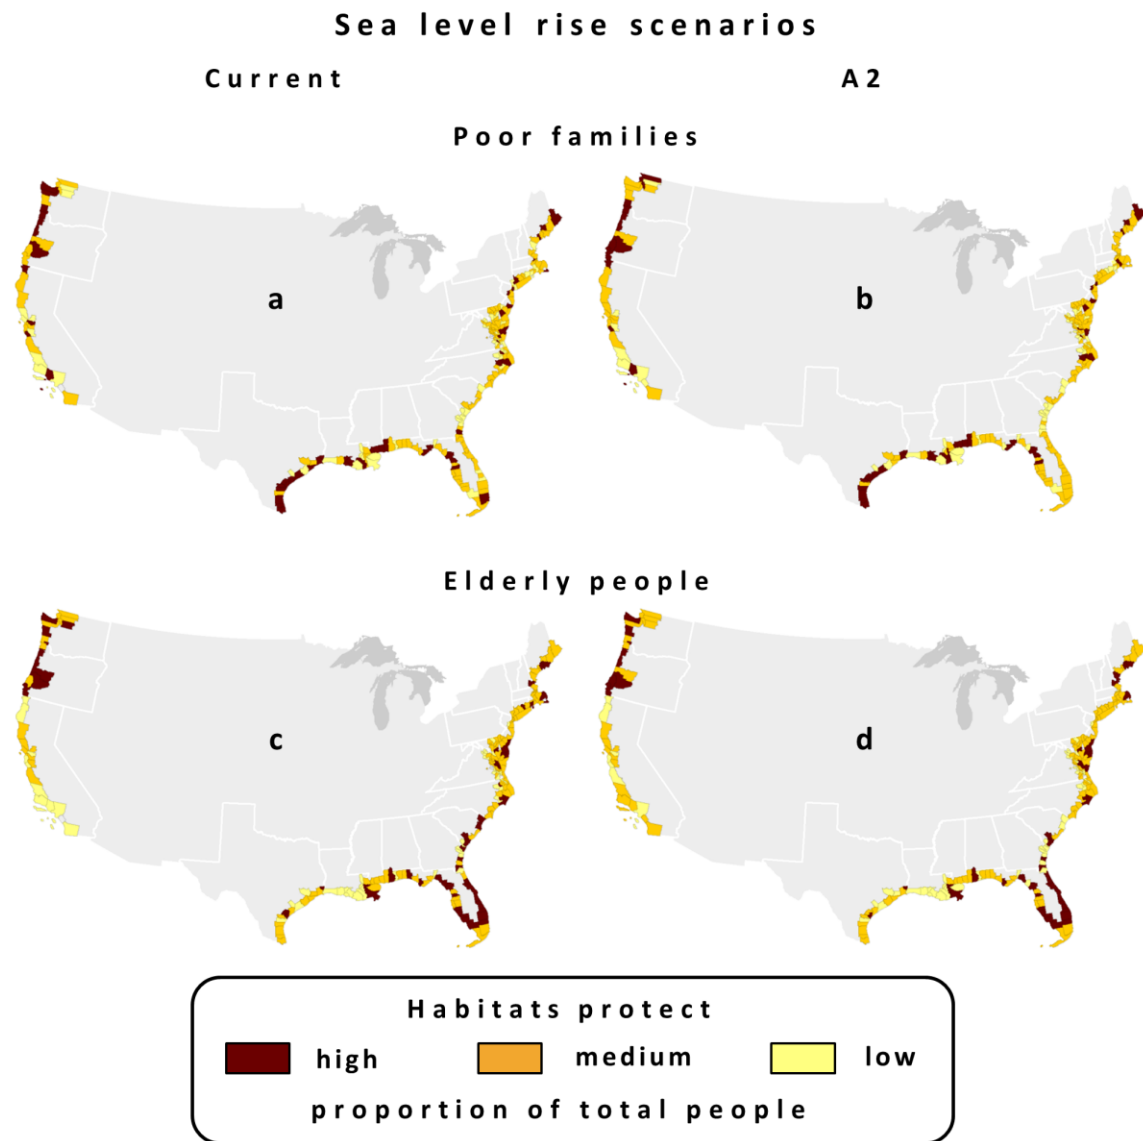 Sea level rise scenarios
Current A2
Poor families
a b
Elderly people
c d
Habitats protect
high medium low
proportion of total people